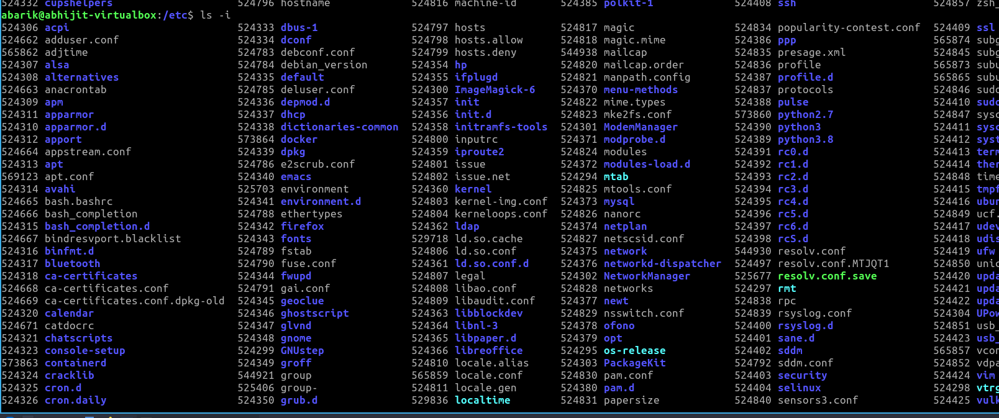 524332 cupshelpers 524796 hostname 524816 machine-id 524385 polkit-1 524408 ssh 524857 zsh_
abarik@abhijit-virtualbox:/etc$ ls -i
524306 acpi 524333 dbus-1 524797 hosts 524817 magic 524834 popularity-contest.conf 524409 ssl
524662 adduser.conf 524334 dconf 524798 hosts.allow 524818 magic.mime 524386 ppp 565874 subg
565862 adjtime 524783 debconf.conf 524799 hosts.deny 544938 mailcap 524835 presage.xml 524845 subg
524307 alsa 524784 debian_version 524354 hp 524820 mailcap.order 524836 profile 565873 subu
524308 alternatives 524335 default 524355 ifplugd 524821 manpath.config 524387 profile.d 565865 subu
524663 anacrontab 524785 deluser.conf 524300 ImageMagick-6 524370 menu-methods 524837 protocols 524846 sudo
524309 apm 524336 depmod.d 524357 init 524822 mime.types 524388 pulse 524410 sudo
524311 apparmor 524337 dhcp 524356 init.d 524823 mke2fs.conf 573860 python2.7 524847 sysc
524310 apparmor.d 524338 dictionaries-common 524358 initramfs-tools 524301 ModemManager 524390 python3 524411 sysc
524312 apport 573864 docker 524800 inputrc 524371 modprobe.d 524389 python3.8 524412 syst
524664 appstream.conf 524339 dpkg 524359 iproute2 524824 modules 524391 rc0.d 524413 term
524313 apt 524786 e2scrub.conf 524801 issue 524372 modules-load.d 524392 rc1.d 524414 ther
569123 apt.conf 524340 emacs 524802 issue.net 524294 mtab 524393 rc2.d 524848 time
524314 avahi 525703 environment 524360 kernel 524825 mtools.conf 524394 rc3.d 524415 tmpf
524665 bash.bashrc 524341 environment.d 524803 kernel-img.conf 524373 mysql 524395 rc4.d 524416 ubun
524666 bash_completion 524788 ethertypes 524804 kerneloops.conf 524826 nanorc 524396 rc5.d 524849 ucf.
524315 bash_completion.d 524342 firefox 524362 ldap 524374 netplan 524397 rc6.d 524417 udev
524667 bindresvport.blacklist 524343 fonts 529718 ld.so.cache 524827 netscsid.conf 524398 rcS.d 524418 udis
524316 binfmt.d 524789 fstab 524806 ld.so.conf 524375 network 544930 resolv.conf 524419 ufw
524317 bluetooth 524790 fuse.conf 524361 ld.so.conf.d 524376 networkd-dispatcher 524497 resolv.conf.MTJQT1 524850 unic
524318 ca-certificates 524344 fwupd 524807 legal 524302 NetworkManager 525677 resolv.conf.save 524420 upda
524668 ca-certificates.conf 524791 gai.conf 524808 libao.conf 524828 networks 524297 rmt 524421 upda
524669 ca-certificates.conf.dpkg-old 524345 geoclue 524809 libaudit.conf 524377 newt 524838 rpc 524422 upda
524320 calendar 524346 ghostscript 524363 libblockdev 524829 nsswitch.conf 524839 rsyslog.conf 524304 UPow
524671 catdocrc 524347 glvnd 524364 libnl-3 524378 ofono 524400 rsyslog.d 524851 usb_
524321 chatscripts 524348 gnome 524365 libpaper.d 524379 opt 524401 sane.d 524423 usb_
524323 console-setup 524299 GNUstep 524366 libreoffice 524295 os-release 524402 sddm 565857 vcon
573863 containerd 524349 groff 524810 locale.alias 524303 PackageKit 524792 sddm.conf 524852 vdpa
524324 cracklib 544921 group 565859 locale.conf 524830 pam.conf 524403 security 524424 vim
524325 cron.d 525406 group- 524811 locale.gen 524380 pam.d 524404 selinux 524298 vtrg
524326 cron.daily 524350 grub.d 529836 localtime 524831 papersize 524840 sensors3.conf 524425 vulk